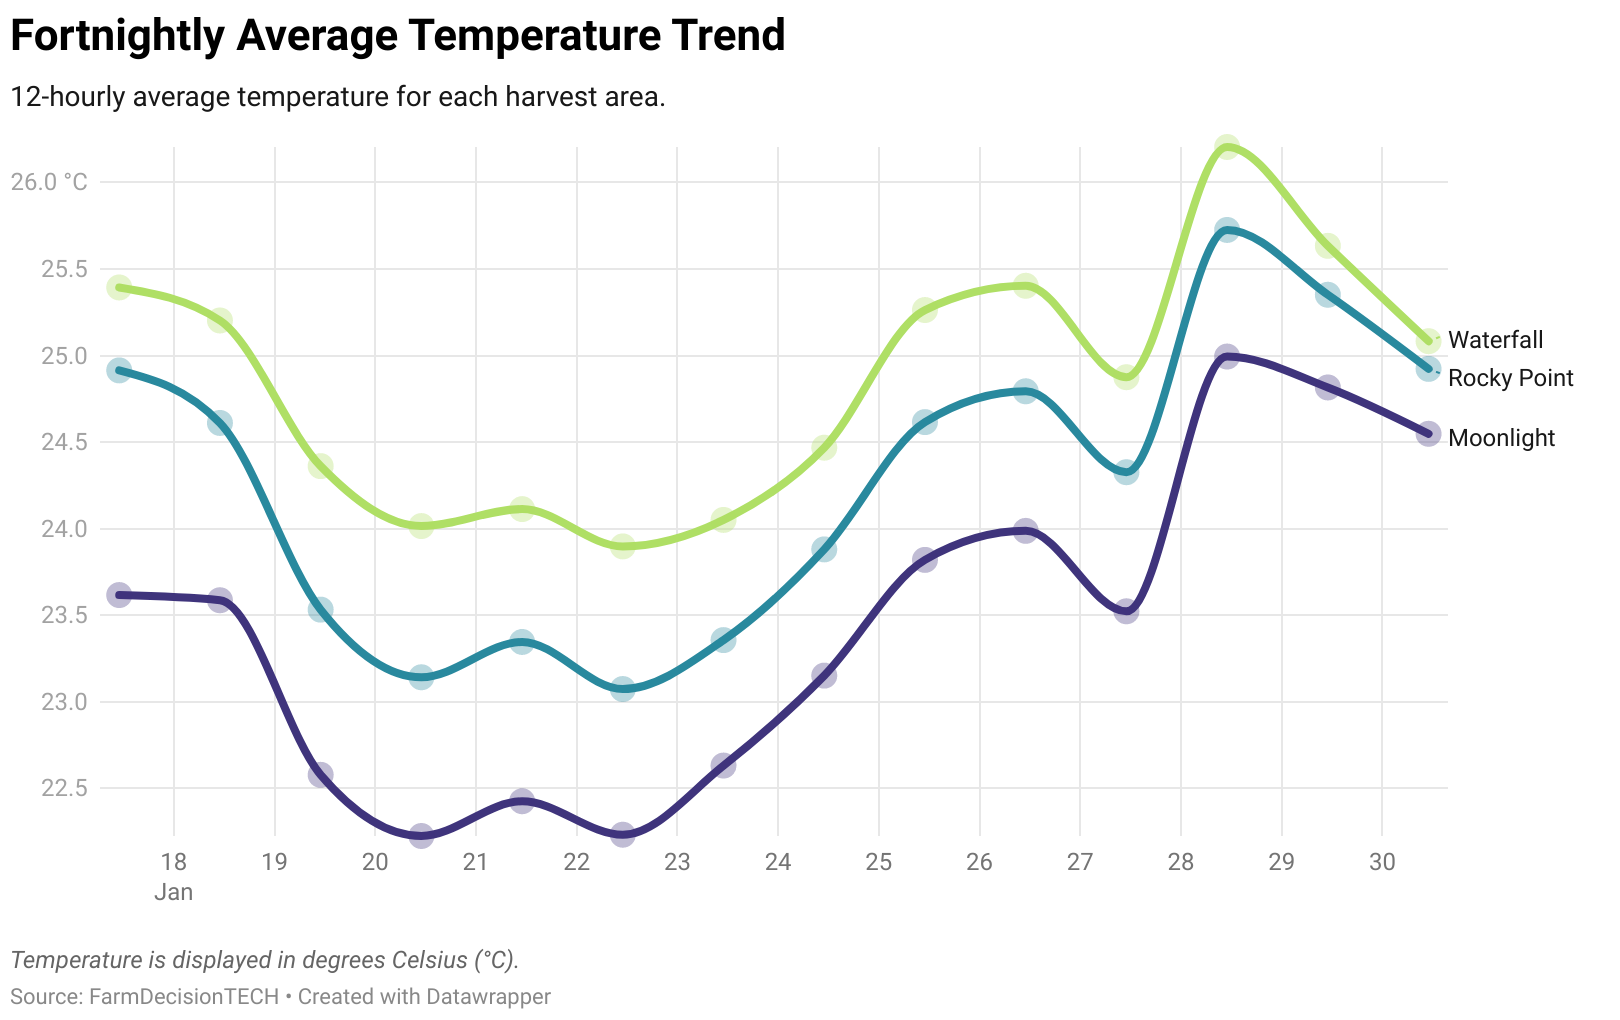 Fortnightly Average Temperature Trend
12-hourly average temperature for each harvest area.
26.0 °C
25.5
25.0
24.5
24.0
23.5
23.0
22.5
Waterfall
Rocky Point
Moonlight
18 19 20 21 22 23 24 25 26 27 28 29 30
Jan
Temperature is displayed in degrees Celsius (°C).
Source: FarmDecisionTECH • Created with Datawrapper